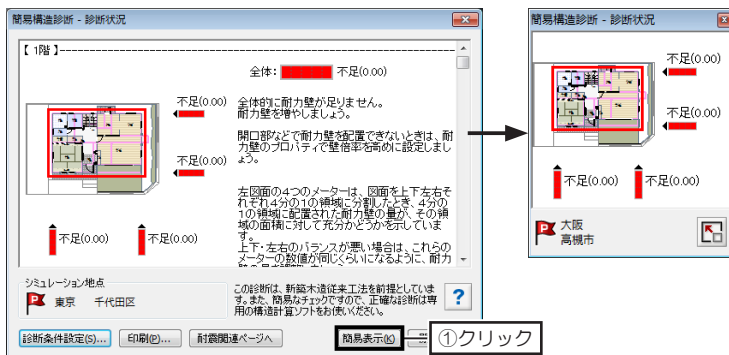 簡易構造診断 - 診断状況
【 1階 】
全体: 不足(0.00)
不足(0.00)
全体的に耐力壁が足りません。
耐力壁を増やしましょう。
開口部などで耐力壁を配置できないときは、耐
力壁のプロパティで壁倍率を高めに設定しまし
ょう。
不足(0.00)
左図面の4つのメーターは、図面を上下左右そ
れぞれ4分の1の領域に分割したとき、4分の
1の領域に配置された耐力壁の量が、その領
域の面積に対して充分かどうかを示していま
す。
上下・左右のバランスが悪い場合は、これらの
メーターの数値が同じくらいになるように、耐力
不足(0.00) 不足(0.00)
シミュレーション地点
東京 千代田区
この診断は、新築木造従来工法を前提としていま
す。また、簡易なチェックですので、正確な診断は専
用の構造計算ソフトをお使いください。
?
診断条件設定(S)... 印刷(P)... 耐震関連ページへ 簡易表示(K)
①クリック
簡易構造診断 - 診断状況
不足(0.00)
不足(0.00)
不足(0.00) 不足(0.00)
大阪
高槻市